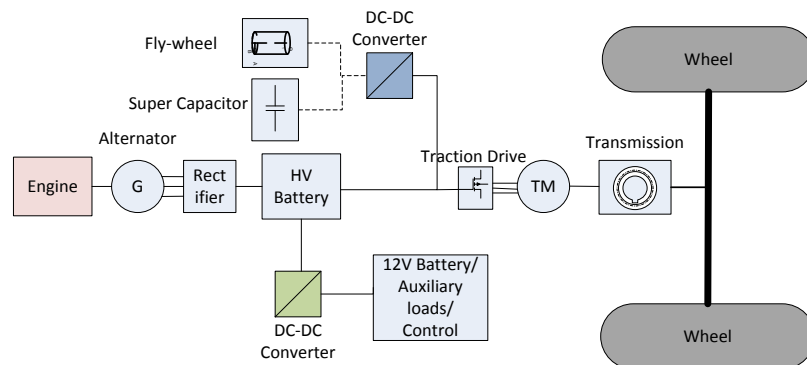 DC-DC
Converter
Fly-wheel
Super Capacitor
Wheel
Alternator
Traction Drive
Transmission
Engine
G
Rect
ifier
HV
Battery
TM
12V Battery/
Auxiliary
loads/
Control
DC-DC
Converter
Wheel